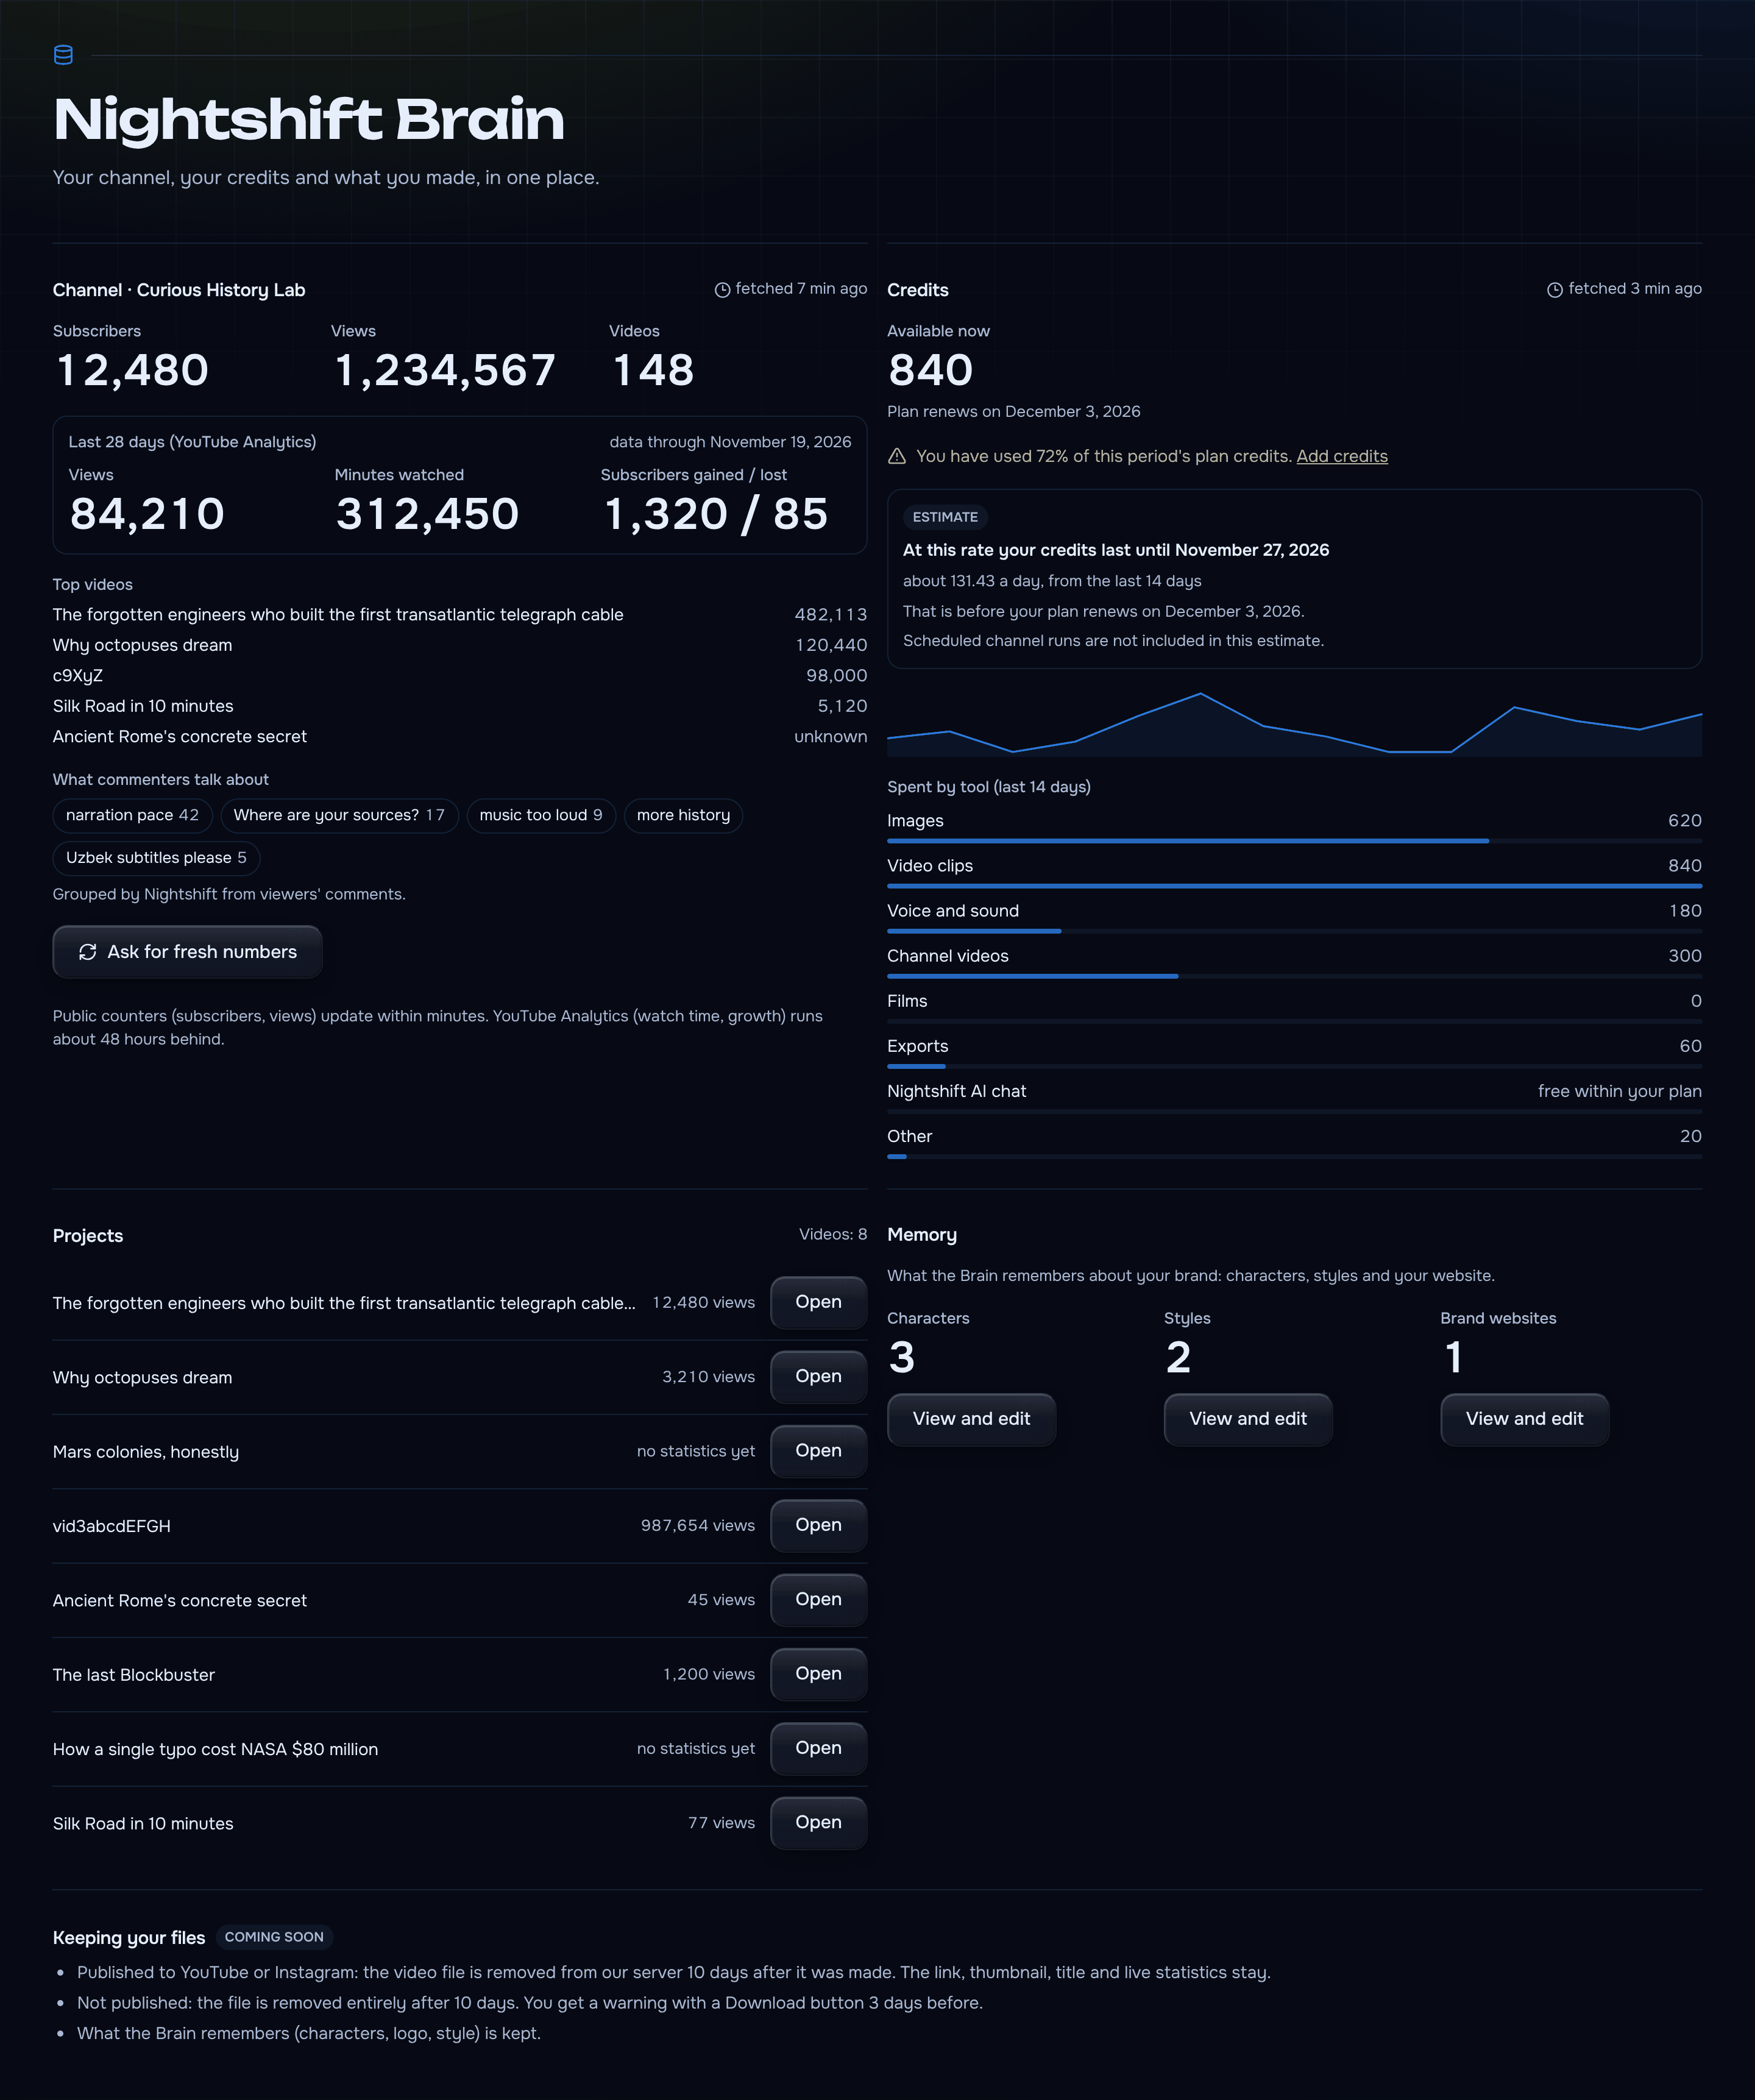 Nightshift Brain
Your channel, your credits and what you made, in one place.
Channel · Curious History Lab
fetched 7 min ago
Subscribers
Views
Videos
12,480
1,234,567
148
Last 28 days (YouTube Analytics)
data through November 19, 2026
Views
Minutes watched
Subscribers gained / lost
84,210
312,450
1,320 / 85
Top videos
The forgotten engineers who built the first transatlantic telegraph cable
482,113
Why octopuses dream
120,440
c9XyZ
98,000
Silk Road in 10 minutes
5,120
Ancient Rome's concrete secret
unknown
What commenters talk about
narration pace 42
Where are your sources? 17
music too loud 9
more history
Uzbek subtitles please 5
Grouped by Nightshift from viewers' comments.
Ask for fresh numbers
Public counters (subscribers, views) update within minutes. YouTube Analytics (watch time, growth) runs
about 48 hours behind.
Credits
fetched 3 min ago
Available now
840
Plan renews on December 3, 2026
You have used 72% of this period's plan credits. Add credits
ESTIMATE
At this rate your credits last until November 27, 2026
about 131.43 a day, from the last 14 days
That is before your plan renews on December 3, 2026.
Scheduled channel runs are not included in this estimate.
Spent by tool (last 14 days)
Images
620
Video clips
840
Voice and sound
180
Channel videos
300
Films
0
Exports
60
Nightshift AI chat
free within your plan
Other
20
Projects
Videos: 8
The forgotten engineers who built the first transatlantic telegraph cable...
12,480 views
Open
Why octopuses dream
3,210 views
Open
Mars colonies, honestly
no statistics yet
Open
vid3abcdEFGH
987,654 views
Open
Ancient Rome's concrete secret
45 views
Open
The last Blockbuster
1,200 views
Open
How a single typo cost NASA $80 million
no statistics yet
Open
Silk Road in 10 minutes
77 views
Open
Memory
What the Brain remembers about your brand: characters, styles and your website.
Characters
Styles
Brand websites
3
2
1
View and edit
View and edit
View and edit
Keeping your files
COMING SOON
• Published to YouTube or Instagram: the video file is removed from our server 10 days after it was made. The link, thumbnail, title and live statistics stay.
• Not published: the file is removed entirely after 10 days. You get a warning with a Download button 3 days before.
• What the Brain remembers (characters, logo, style) is kept.